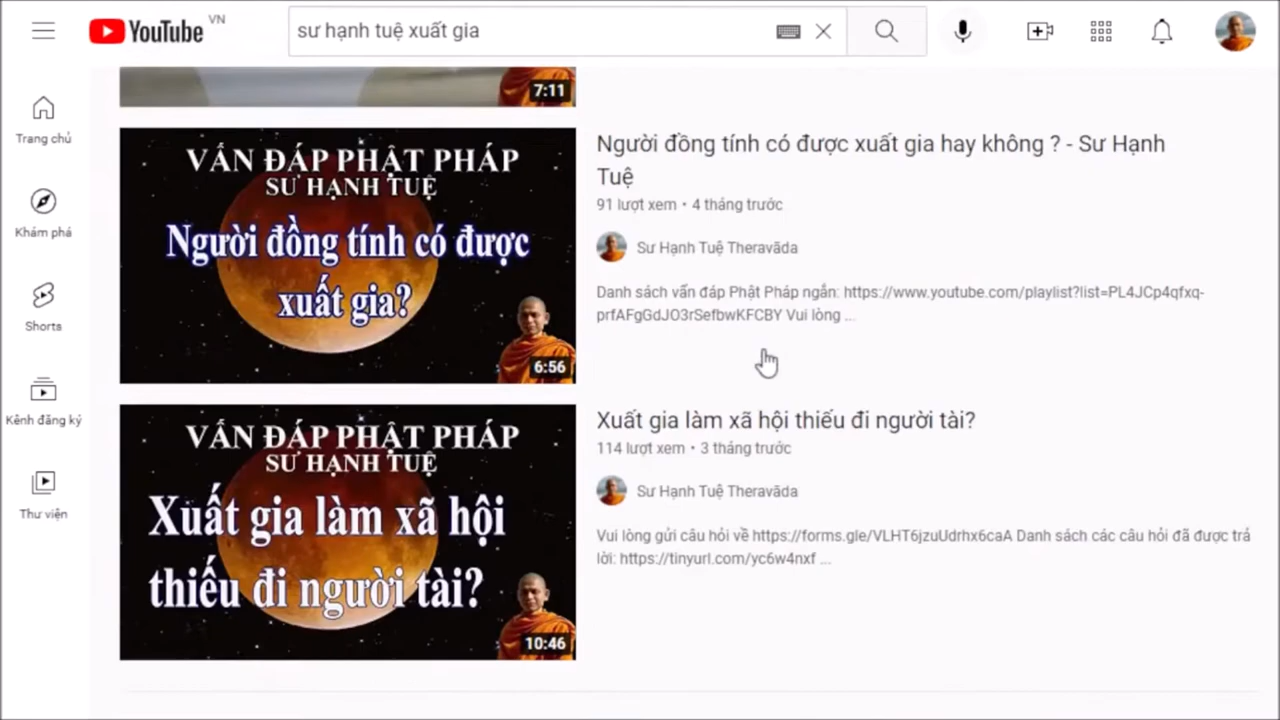 YouTube VN
sư hạnh tuệ xuất gia
Trang chủ
Khám phá
Shorts
Kênh đăng ký
Thư viện
7:11
VẤN ĐÁP PHẬT PHÁP
SƯ HẠNH TUỆ
Người đồng tính có được
xuất gia?
6:56
Người đồng tính có được xuất gia hay không ? - Sư Hạnh
Tuệ
91 lượt xem • 4 tháng trước
Sư Hạnh Tuệ Theravāda
Danh sách vấn đáp Phật Pháp ngắn: https://www.youtube.com/playlist?list=PL4JCp4qfxq-
prfAFgGdJO3rSefbwKFCBY Vui lòng ...
VẤN ĐÁP PHẬT PHÁP
SƯ HẠNH TUỆ
Xuất gia làm xã hội
thiếu đi người tài?
10:46
Xuất gia làm xã hội thiếu đi người tài?
114 lượt xem • 3 tháng trước
Sư Hạnh Tuệ Theravāda
Vui lòng gửi câu hỏi về https://forms.gle/VLHT6jzuUdrhx6caA Danh sách các câu hỏi đã được trả
lời: https://tinyurl.com/yc6w4nxf ...